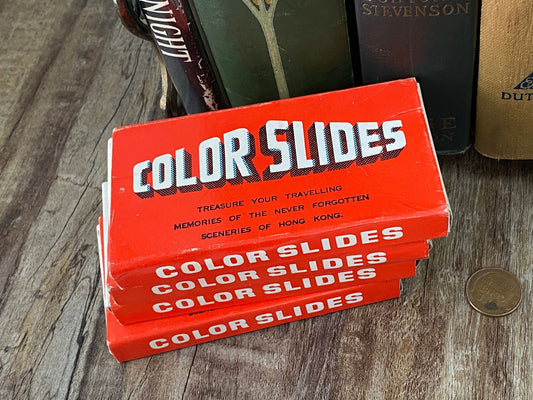 NIGHT
STEVENSON
DUT
COLOR SLIDES
TREASURE YOUR TRAVELLING
MEMORIES OF THE NEVER FORGOTTEN
SCENERIES OF HONG KONG.
COLOR SLIDES
COLOR SLIDES
COLOR SLIDES
COLOR SLIDES